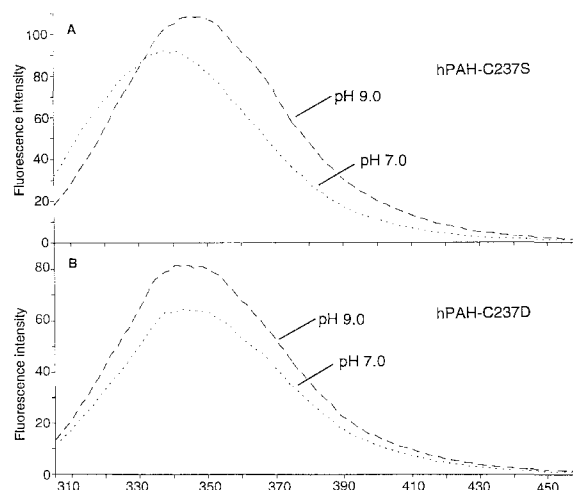 A
hPAH-C237S
Fluorescence intensity
100
80
60
40
20
0
pH 9.0
pH 7.0
B
hPAH-C237D
Fluorescence intensity
80
60
40
20
0
pH 9.0
pH 7.0
310 330 350 370 390 410 430 450